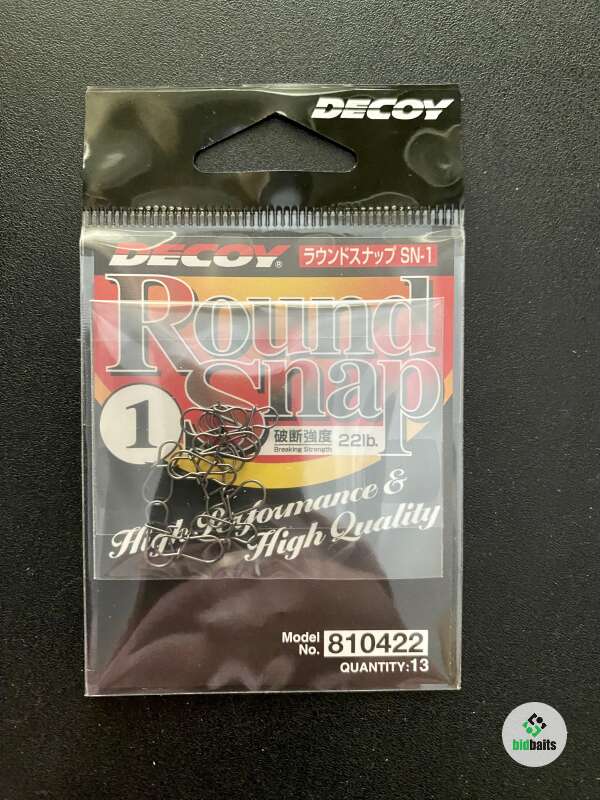 DECOY
DECOY®
ラウンドスナップ SN-1
Round
Snap
1
破断強度 22lb.
Breaking Strength
High Performance &
High Quality
Model No. 810422
QUANTITY:13
bidbaits